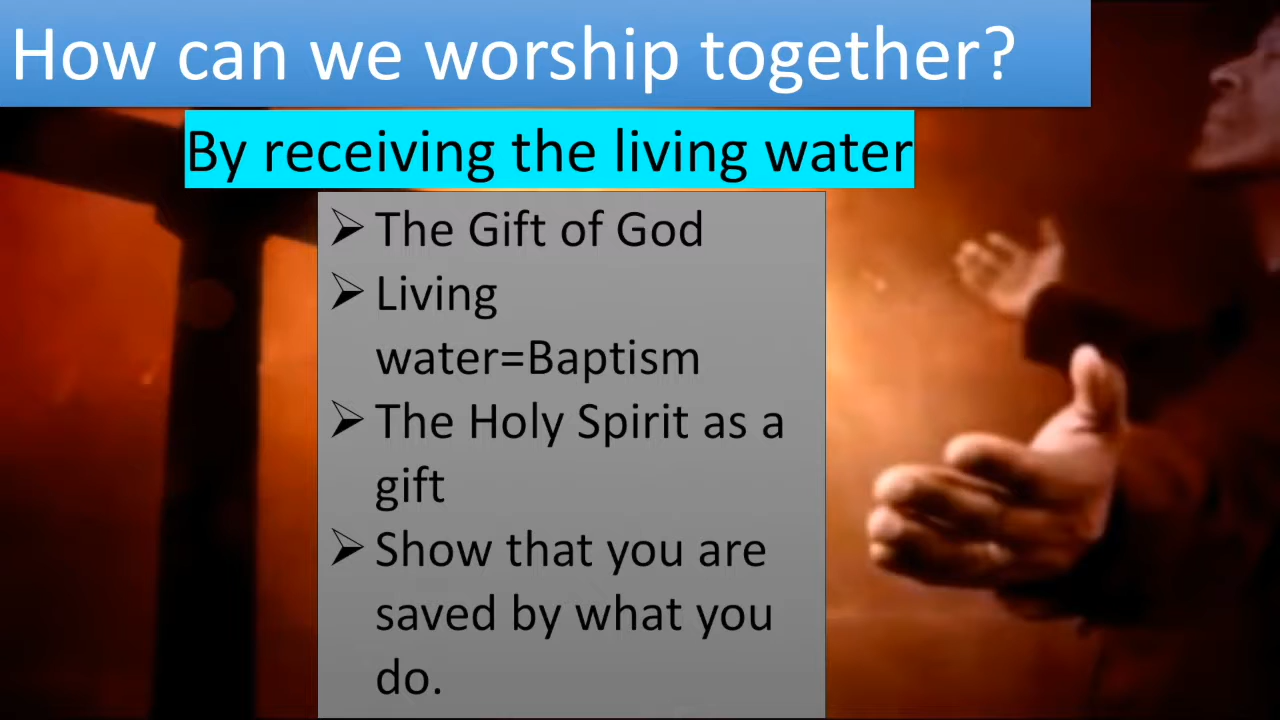 How can we worship together?
By receiving the living water
➢ The Gift of God
➢ Living
water=Baptism
➢ The Holy Spirit as a
gift
➢ Show that you are
saved by what you
do.